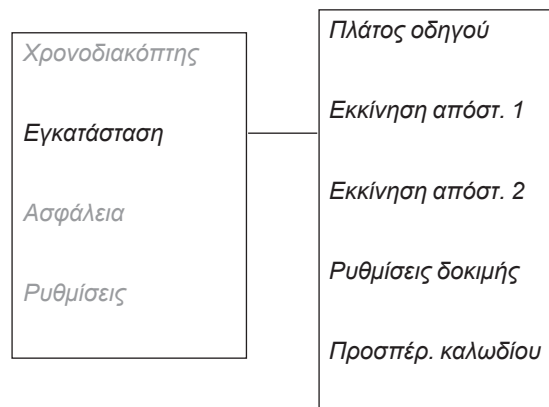 Χρονοδιακόπτης
Εγκατάσταση
Ασφάλεια
Ρυθμίσεις
Πλάτος οδηγού
Εκκίνηση απόστ. 1
Εκκίνηση απόστ. 2
Ρυθμίσεις δοκιμής
Προσπέρ. καλωδίου